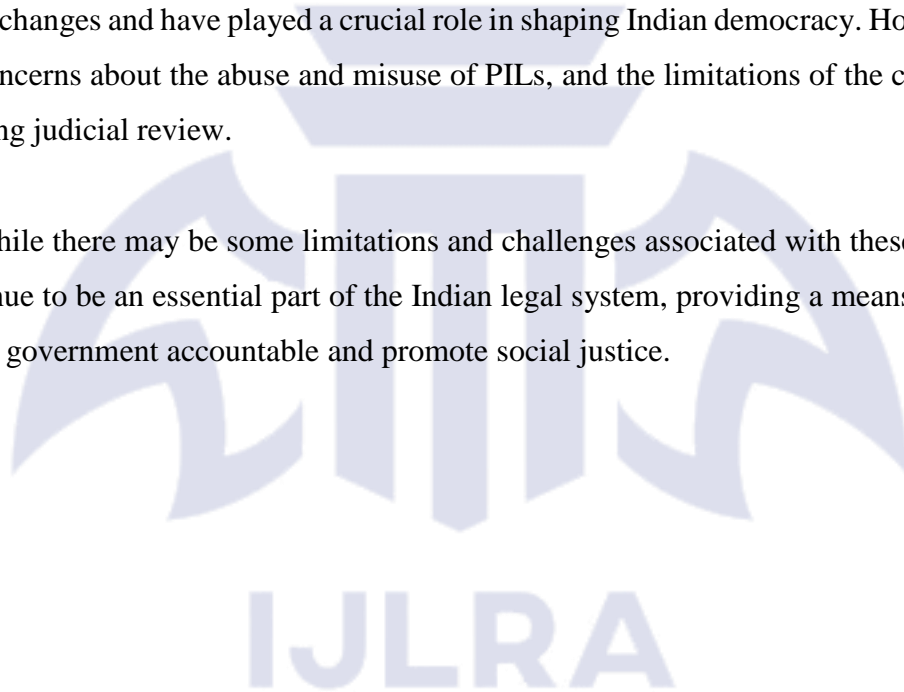 changes and have played a crucial role in shaping Indian democracy. Ho
ncerns about the abuse and misuse of PILs, and the limitations of the c
ng judicial review.
hile there may be some limitations and challenges associated with these
nue to be an essential part of the Indian legal system, providing a means
government accountable and promote social justice.
IJLRA